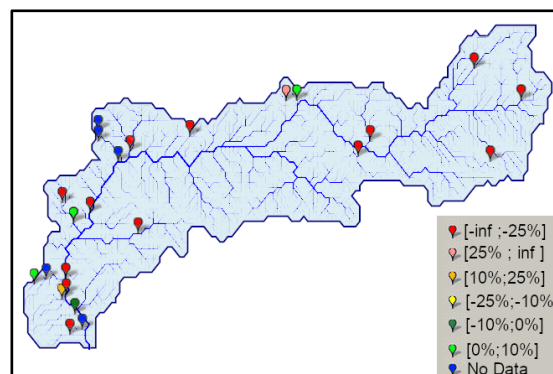 [-inf ;-25%]
[25% ; inf ]
[10%;25%]
[-25%;-10%
[-10%;0%]
[0%;10%]
No Data